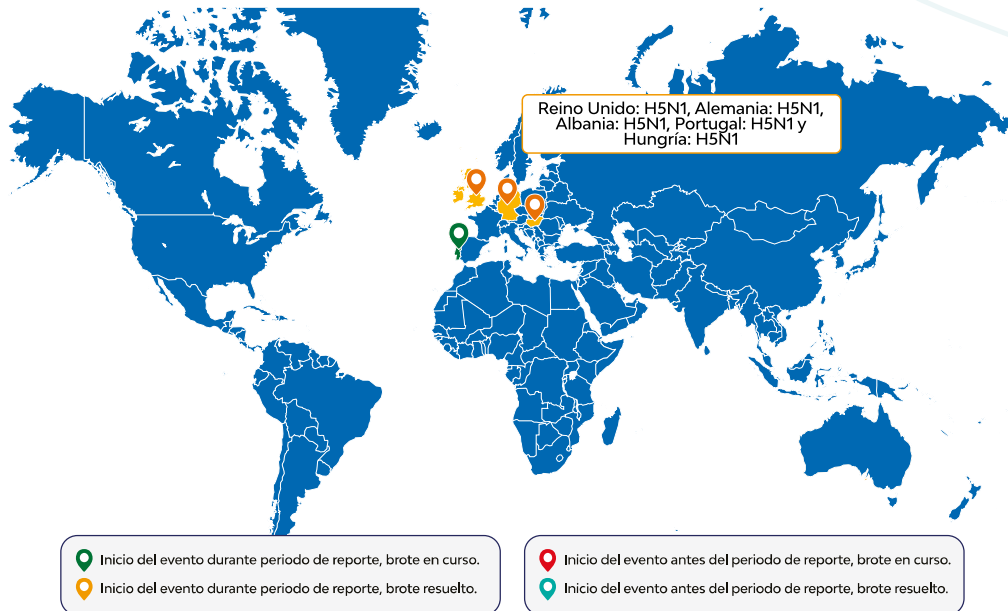 Reino Unido: H5N1, Alemania: H5N1,
Albania: H5N1, Portugal: H5N1 y
Hungría: H5N1
Inicio del evento durante periodo de reporte, brote en curso.
Inicio del evento durante periodo de reporte, brote resuelto.
Inicio del evento antes del periodo de reporte, brote en curso.
Inicio del evento antes del periodo de reporte, brote resuelto.